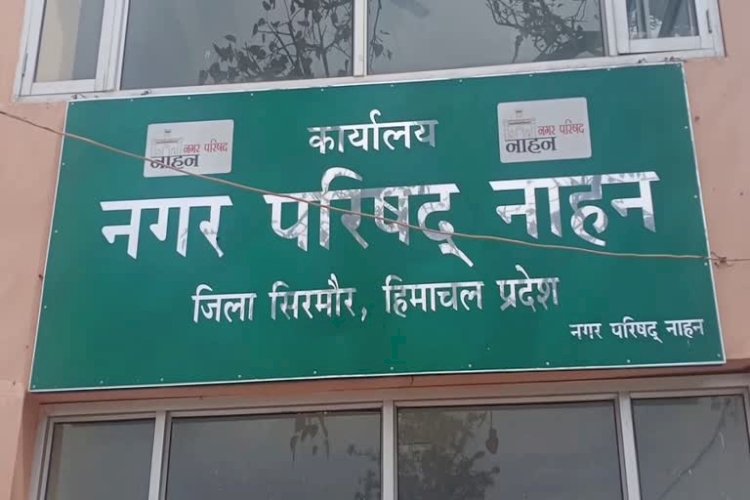 नगर परिषद
नाहन
नगर परिषद
नाहन
कार्यालय
नगर परिषद् नाहन
जिला सिरमौर, हिमाचल प्रदेश
नगर परिषद् नाहन